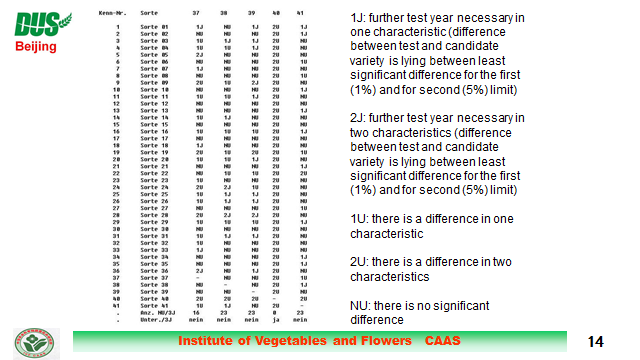 DUS
Beijing
Kenn-Nr. Sorte 37 38 39 40 41
1 Sorte 01 1J NU 1J 2U 1J
2 Sorte 02 NU NU NU 2U NU
3 Sorte 03 1U 1J 1J 2U NU
4 Sorte 04 1U 1U 1J 2U NU
5 Sorte 05 2J NU NU 2U NU
6 Sorte 06 NU NU NU 2U 1U
7 Sorte 07 1J NU NU 2U NU
8 Sorte 08 NU NU NU 2U 1U
9 Sorte 09 2U 1U 2J 2U NU
10 Sorte 10 NU NU NU 2U 1J
11 Sorte 11 1U 1U 1J 2U NU
12 Sorte 12 NU NU NU 2U NU
13 Sorte 13 NU NU NU 2U 1J
14 Sorte 14 1U 1J NU 2U NU
15 Sorte 15 NU NU NU 2U NU
16 Sorte 16 1U 1U 1U 2U 1J
17 Sorte 17 NU NU NU 2U NU
18 Sorte 18 1J NU NU 2U NU
19 Sorte 19 2U 1U 2U 2U 1U
20 Sorte 20 NU NU 1J 2U NU
21 Sorte 21 NU NU NU 2U 1J
22 Sorte 22 NU 1U 1U 2U 2U
23 Sorte 23 1U NU NU 2U NU
24 Sorte 24 2U 2J 1U 2U NU
25 Sorte 25 1U 1J 1J 2U NU
26 Sorte 26 1U 1J 1J 2U NU
27 Sorte 27 NU NU NU 2U 1U
28 Sorte 28 2U 2J 2J 2U NU
29 Sorte 29 1U 1U 1U 2U 1J
30 Sorte 30 NU NU NU 2U NU
31 Sorte 31 1U 1J 1J 2U NU
32 Sorte 32 1U NU NU 2U NU
33 Sorte 33 1J NU NU 2U 1J
34 Sorte 34 NU NU NU 2U NU
35 Sorte 35 NU NU NU 2U 1J
36 Sorte 36 2J NU 1J 2U NU
37 Sorte 37 - NU NU 2U 1U
38 Sorte 38 NU - NU 2U 1J
39 Sorte 39 NU NU - 2U NU
40 Sorte 40 2U 2U 2U - 2U
41 Sorte 41 1U 1J NU 2U -
. Anz. NU/3J 16 23 23 0 23
. Unter./3J nein nein nein ja nein
1J: further test year necessary in
one characteristic (difference
between test and candidate
variety is lying between least
significant difference for the first
(1%) and for second (5%) limit)
2J: further test year necessary in
two characteristics (difference
between test and candidate
variety is lying between least
significant difference for the first
(1%) and for second (5%) limit)
1U: there is a difference in one
characteristic
2U: there is a difference in two
characteristics
NU: there is no significant
difference
Institute of Vegetables and Flowers CAAS
14